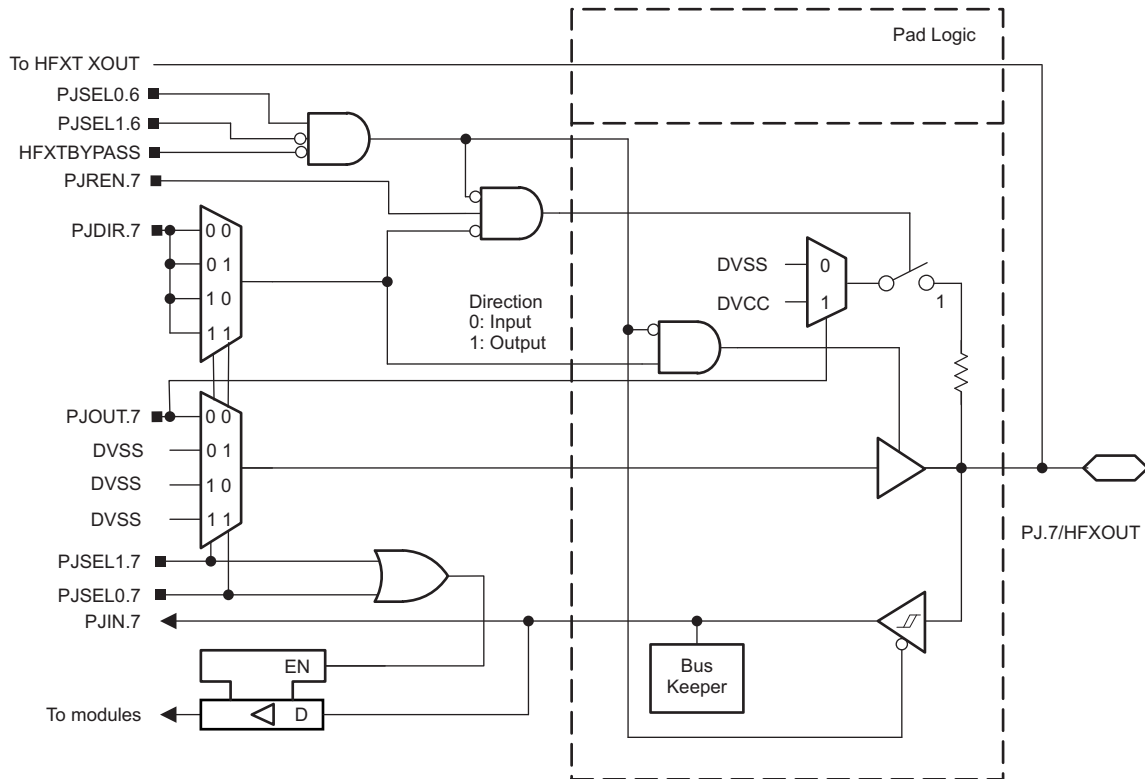 Pad Logic
To HFXT XOUT
PJSEL0.6
PJSEL1.6
HFXTBYPASS
PJREN.7
PJDIR.7
0 0
0 1
1 0
1 1
Direction
0: Input
1: Output
DVSS
0
DVCC
1
1
PJOUT.7
0 0
DVSS
0 1
DVSS
1 0
DVSS
1 1
PJ.7/HFXOUT
PJSEL1.7
PJSEL0.7
PJIN.7
EN
D
To modules
Bus
Keeper